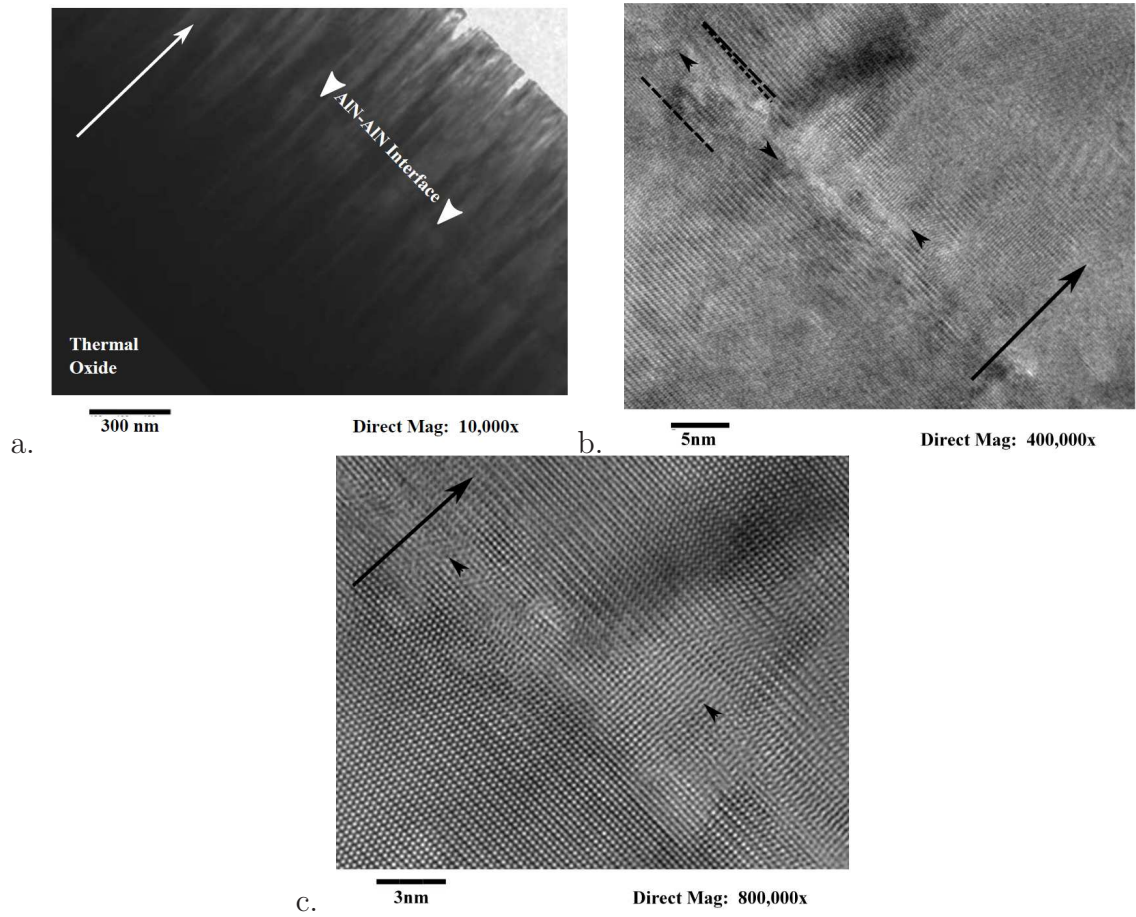 AlN-AlN Interface
Thermal
Oxide
300 nm
Direct Mag: 10,000x
a.
5nm
Direct Mag: 400,000x
b.
3nm
Direct Mag: 800,000x
c.